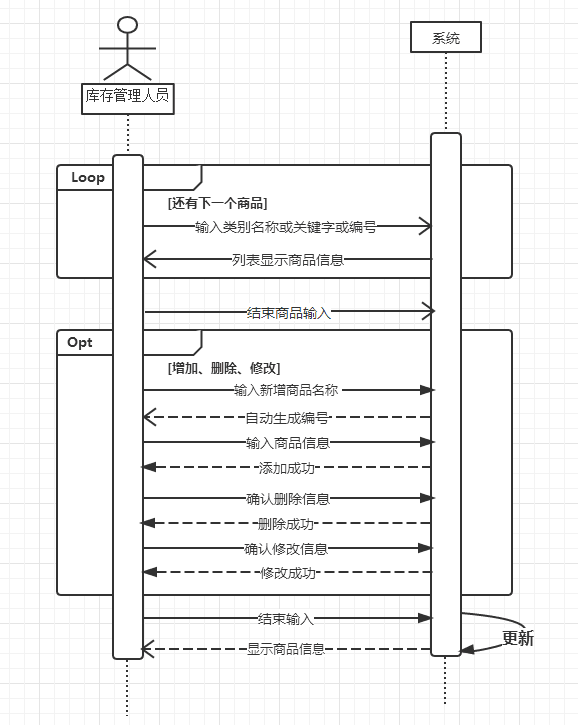 系统
库存管理人员
Loop
[还有下一个商品]
输入类别名称或关键字或编号
列表显示商品信息
结束商品输入
Opt
[增加、删除、修改]
输入新增商品名称
自动生成编号
输入商品信息
添加成功
确认删除信息
删除成功
确认修改信息
修改成功
结束输入
更新
显示商品信息